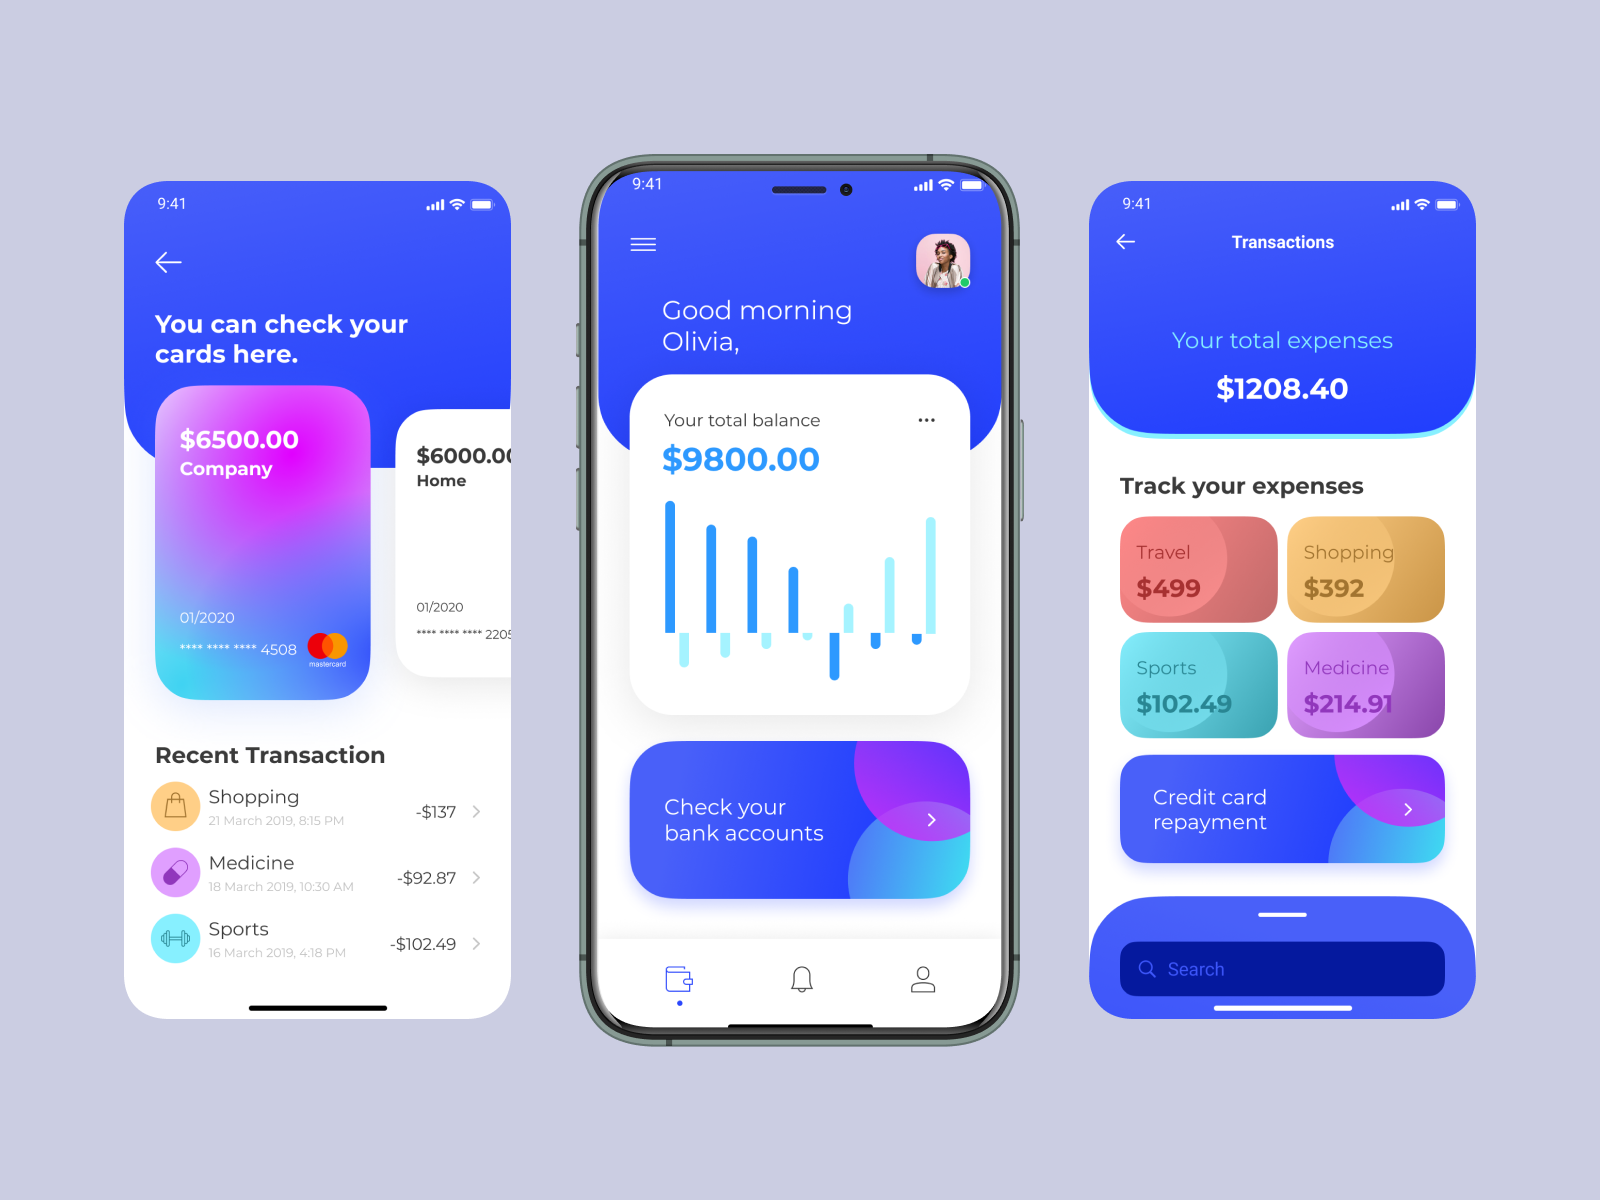 9:41
You can check your
cards here.
$6500.00
Company
01/2020
**** **** **** 4508
mastercard
$6000.00
Home
01/2020
**** **** **** 2205
Recent Transaction
Shopping
21 March 2019, 8:15 PM
-$137
Medicine
18 March 2019, 10:30 AM
-$92.87
Sports
16 March 2019, 4:18 PM
-$102.49
9:41
Good morning
Olivia,
Your total balance
$9800.00
Check your
bank accounts
9:41
Transactions
Your total expenses
$1208.40
Track your expenses
Travel
$499
Shopping
$392
Sports
$102.49
Medicine
$214.91
Credit card
repayment
Search